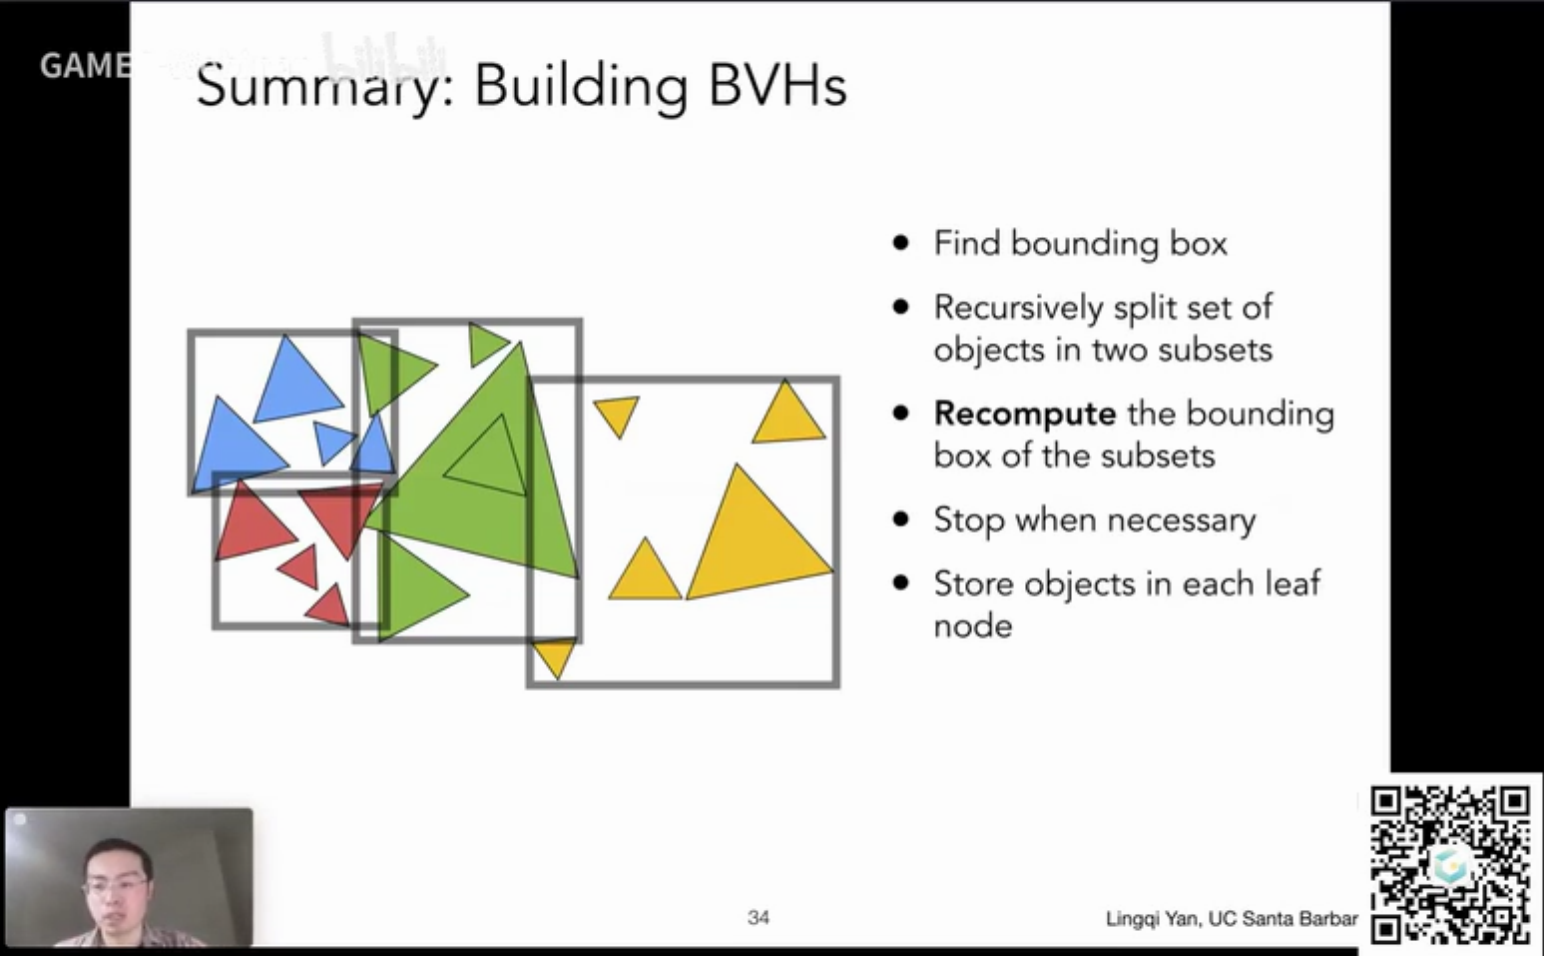 GAME
Summary: Building BVHs
● Find bounding box
● Recursively split set of
objects in two subsets
● Recompute the bounding
box of the subsets
● Stop when necessary
● Store objects in each leaf
node
34
Lingqi Yan, UC Santa Barbar